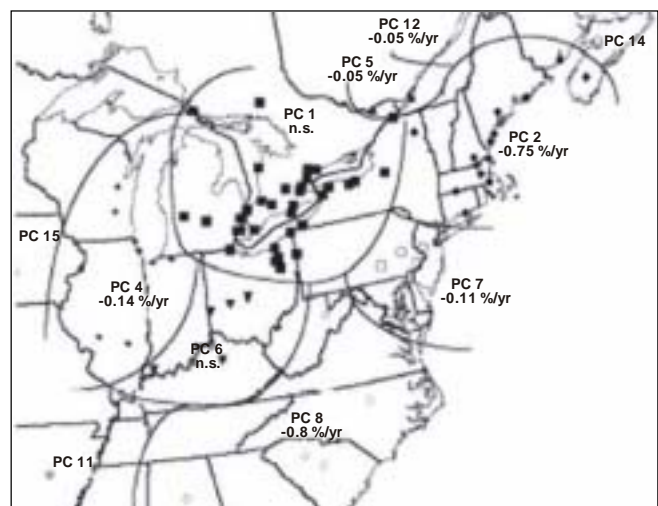 PC 12
-0.05 %/yr
PC 14
PC 5
-0.05 %/yr
PC 1
n.s.
PC 2
-0.75 %/yr
PC 15
PC 4
-0.14 %/yr
PC 7
-0.11 %/yr
PC 6
n.s.
PC 8
-0.8 %/yr
PC 11